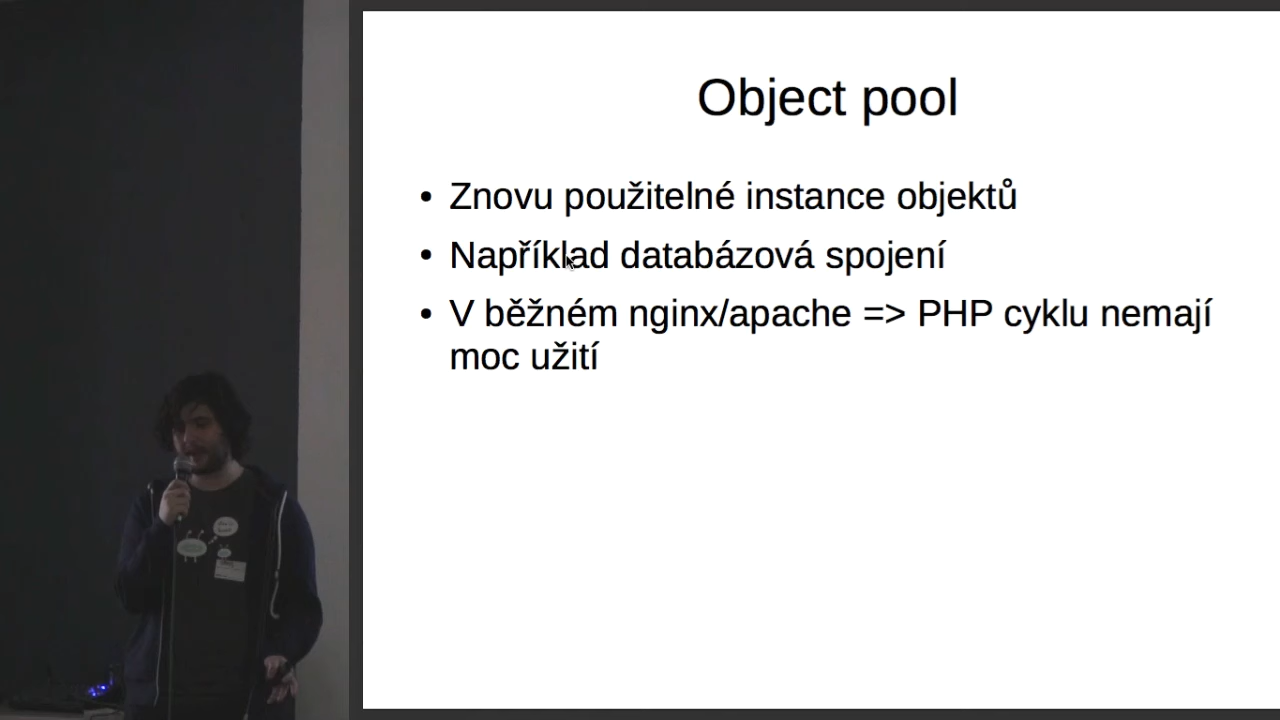 Object pool
• Znovu použitelné instance objektů
• Například databázová spojení
• V běžném nginx/apache => PHP cyklu nemají
moc užití